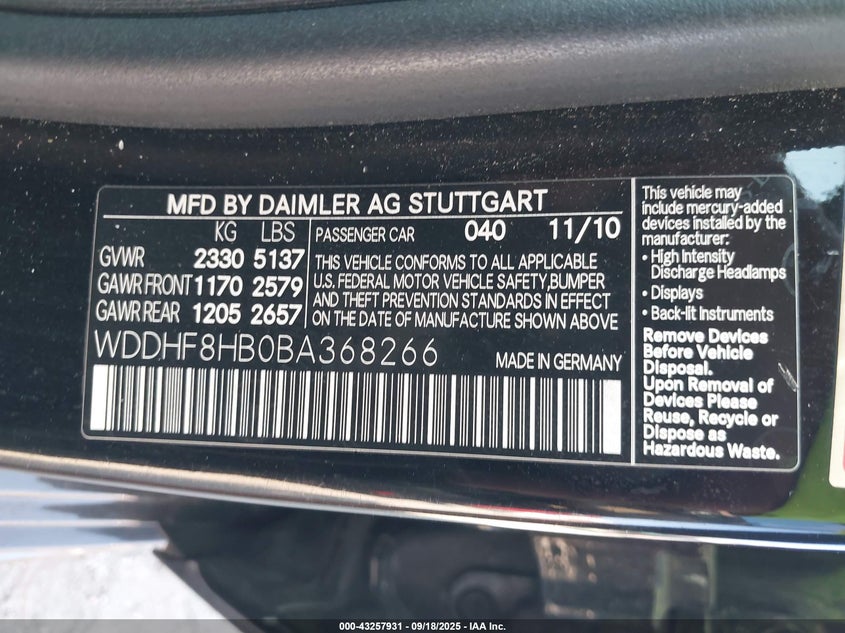 MFD BY DAIMLER AG STUTTGART
KG LBS
GVWR 2330 5137
GAWR FRONT 1170 2579
GAWR REAR 1205 2657
PASSENGER CAR 040 11/10
THIS VEHICLE CONFORMS TO ALL APPLICABLE
U.S. FEDERAL MOTOR VEHICLE SAFETY,BUMPER
AND THEFT PREVENTION STANDARDS IN EFFECT
ON THE DATE OF MANUFACTURE SHOWN ABOVE
WDDHF8HB0BA368266
MADE IN GERMANY
This vehicle may
include mercury-added
devices installed by the
manufacturer:
• High Intensity
Discharge Headlamps
• Displays
• Back-lit Instruments
Remove Devices
Before Vehicle
Disposal.
Upon Removal of
Devices Please
Reuse, Recycle or
Dispose as
Hazardous Waste.
000-43257931 - 09/18/2025 - IAA Inc.